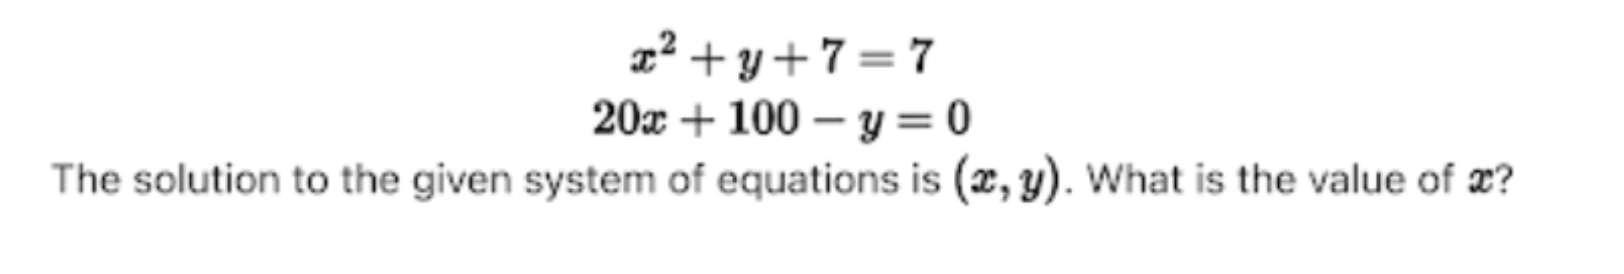 x² + y + 7 = 7
20x + 100 − y = 0
The solution to the given system of equations is (x, y). What is the value of x?